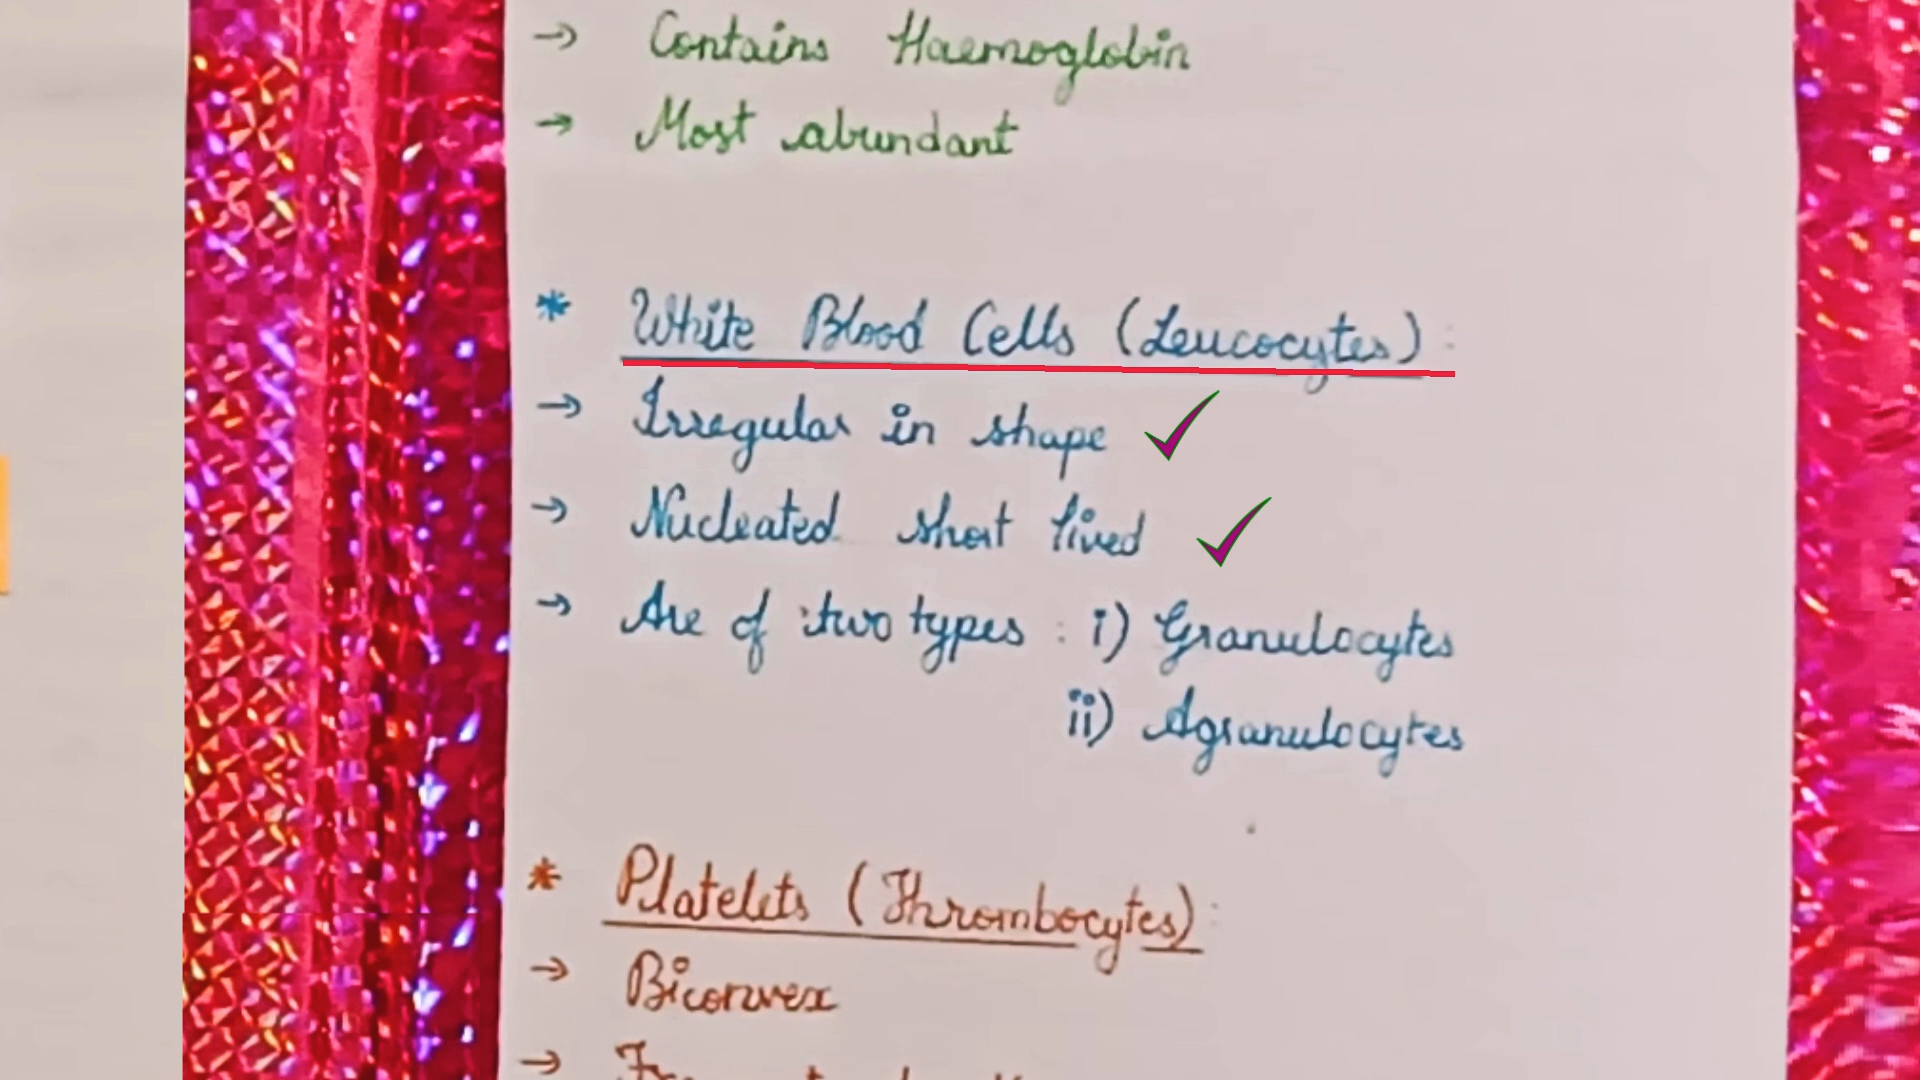 → Contains Haemoglobin
→ Most abundant
* White Blood Cells (Leucocytes) :
→ Irregular in shape ✓
→ Nucleated short lived ✓
→ Are of two types : i) Granulocytes
ii) Agranulocytes
* Platelets (Thrombocytes) :
→ Biconvex
→